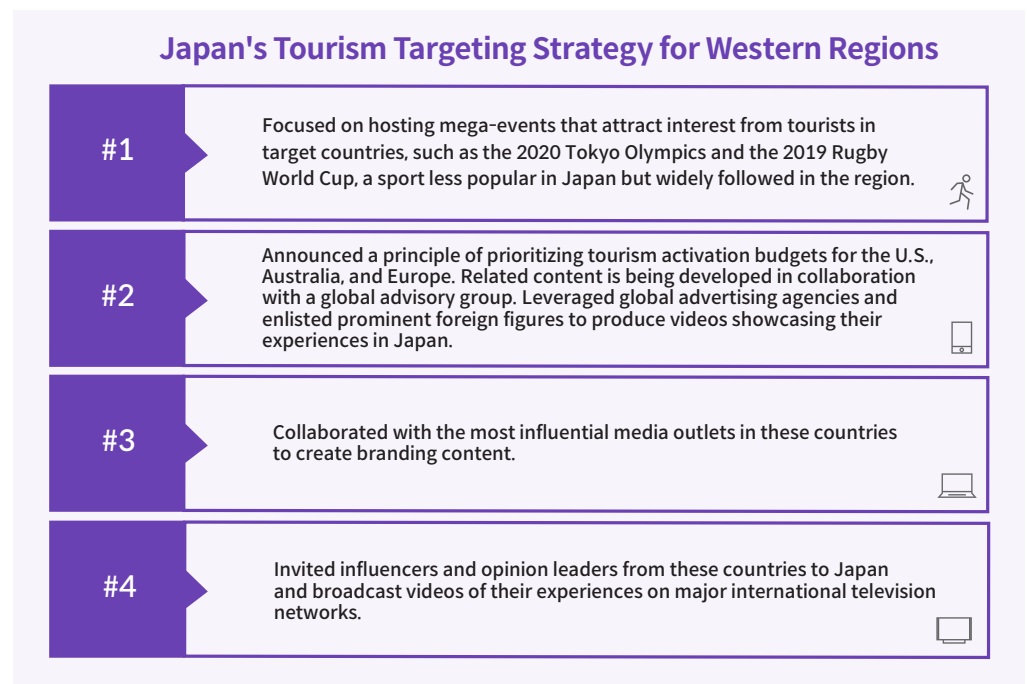 Japan's Tourism Targeting Strategy for Western Regions
#1
Focused on hosting mega-events that attract interest from tourists in
target countries, such as the 2020 Tokyo Olympics and the 2019 Rugby
World Cup, a sport less popular in Japan but widely followed in the region.
#2
Announced a principle of prioritizing tourism activation budgets for the U.S.,
Australia, and Europe. Related content is being developed in collaboration
with a global advisory group. Leveraged global advertising agencies and
enlisted prominent foreign figures to produce videos showcasing their
experiences in Japan.
#3
Collaborated with the most influential media outlets in these countries
to create branding content.
#4
Invited influencers and opinion leaders from these countries to Japan
and broadcast videos of their experiences on major international television
networks.